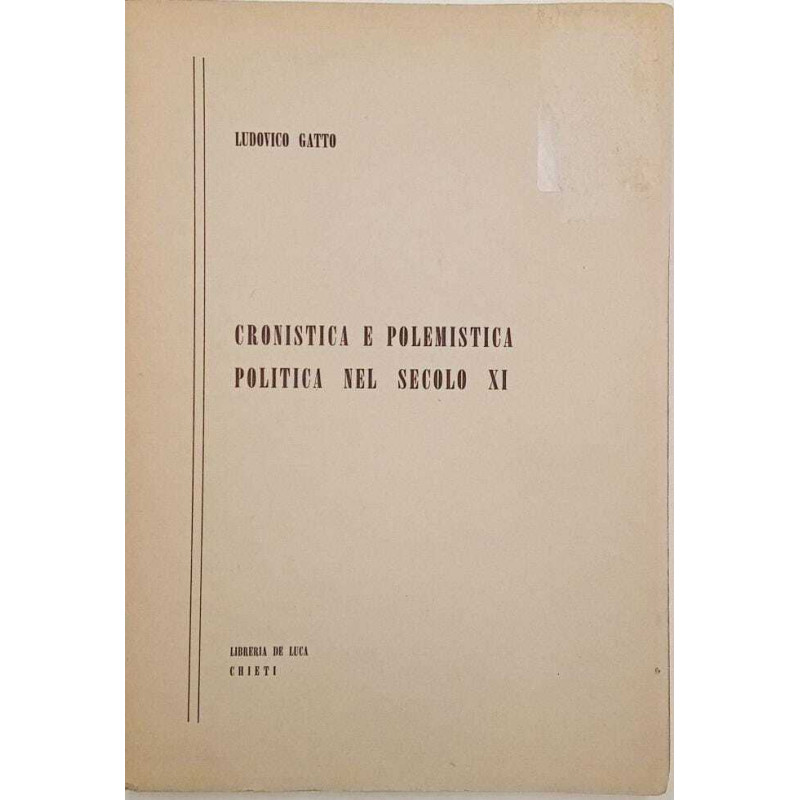 LUDOVICO GATTO
CRONISTICA E POLEMISTICA
POLITICA NEL SECOLO XI
LIBRERIA DE LUCA
CHIETI